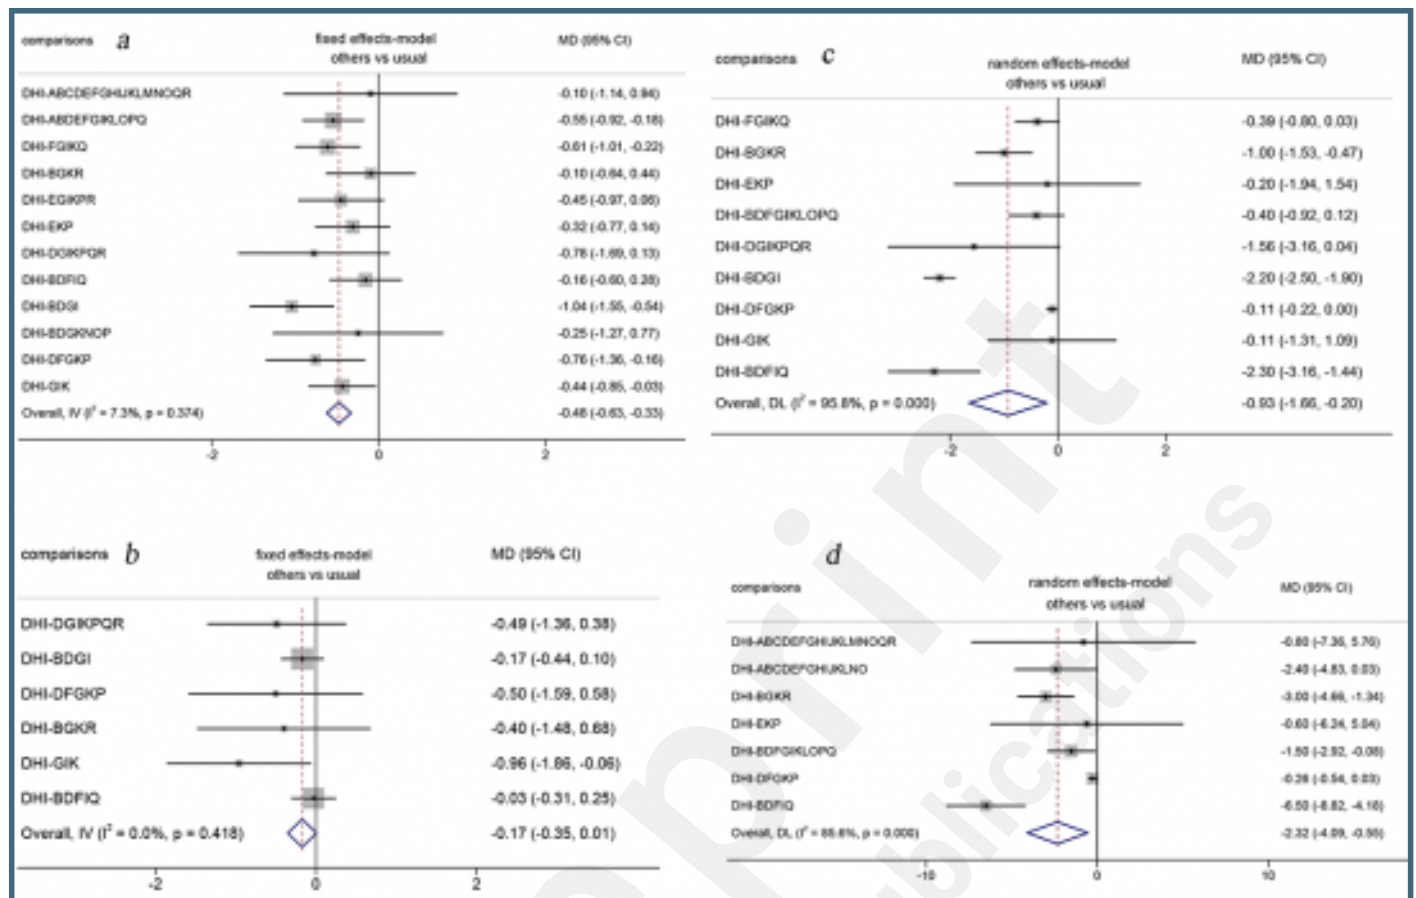 comparisons a fixed effects-model MD (95% CI)
others vs usual
DHI-ABCDEFGHIJKLMNOQR -0.10 (-1.14, 0.94)
DHI-ABDEFGIKLOPQ -0.55 (-0.92, -0.18)
DHI-FGIKQ -0.61 (-1.01, -0.22)
DHI-BGKR -0.10 (-0.64, 0.44)
DHI-EGIKPR -0.45 (-0.97, 0.06)
DHI-EKP -0.32 (-0.77, 0.14)
DHI-DGIKPQR -0.78 (-1.69, 0.13)
DHI-BDFIQ -0.16 (-0.60, 0.28)
DHI-BDGI -1.04 (-1.55, -0.54)
DHI-BDGKNOP -0.25 (-1.27, 0.77)
DHI-DFGKP -0.76 (-1.36, -0.16)
DHI-GIK -0.44 (-0.85, -0.03)
Overall, IV (I² = 7.3%, p = 0.374) -0.48 (-0.63, -0.33)
-2 0 2
comparisons b fixed effects-model MD (95% CI)
others vs usual
DHI-DGIKPQR -0.49 (-1.36, 0.38)
DHI-BDGI -0.17 (-0.44, 0.10)
DHI-DFGKP -0.50 (-1.59, 0.58)
DHI-BGKR -0.40 (-1.48, 0.68)
DHI-GIK -0.96 (-1.86, -0.06)
DHI-BDFIQ -0.03 (-0.31, 0.25)
Overall, IV (I² = 0.0%, p = 0.418) -0.17 (-0.35, 0.01)
-2 0 2
comparisons c random effects-model MD (95% CI)
others vs usual
DHI-FGIKQ -0.39 (-0.80, 0.03)
DHI-BGKR -1.00 (-1.53, -0.47)
DHI-EKP -0.20 (-1.94, 1.54)
DHI-BDFGIKLOPQ -0.40 (-0.92, 0.12)
DHI-DGIKPQR -1.56 (-3.16, 0.04)
DHI-BDGI -2.20 (-2.50, -1.90)
DHI-DFGKP -0.11 (-0.22, 0.00)
DHI-GIK -0.11 (-1.31, 1.09)
DHI-BDFIQ -2.30 (-3.16, -1.44)
Overall, DL (I² = 95.8%, p = 0.000) -0.93 (-1.66, -0.20)
-2 0 2
d
comparisons random effects-model MD (95% CI)
others vs usual
DHI-ABCDEFGHIJKLMNOQR -0.80 (-7.36, 5.76)
DHI-ABCDEFGHIJKLNO -2.40 (-4.83, 0.03)
DHI-BGKR -3.00 (-4.66, -1.34)
DHI-EKP -0.60 (-6.24, 5.04)
DHI-BDFGIKLOPQ -1.50 (-2.92, -0.08)
DHI-DFGKP -0.26 (-0.54, 0.03)
DHI-BDFIQ -6.50 (-8.82, -4.18)
Overall, DL (I² = 85.6%, p = 0.000) -2.32 (-4.09, -0.55)
-10 0 10
print
ublications